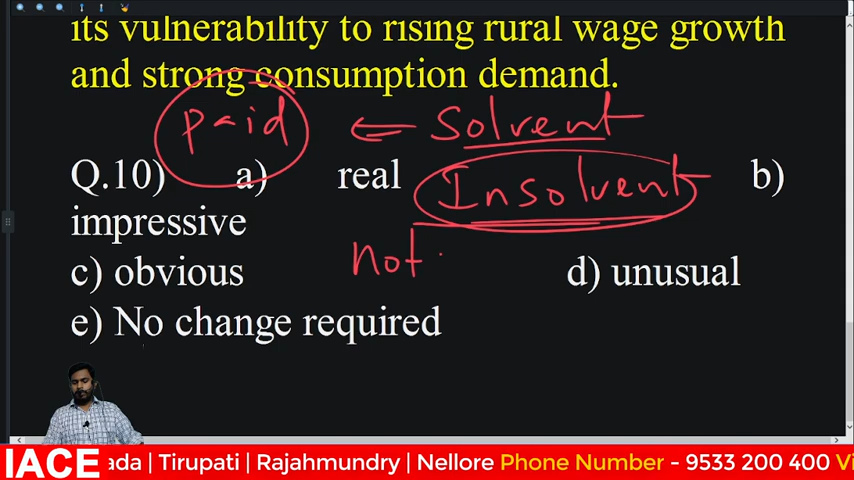 its vulnerability to rising rural wage growth
and strong consumption demand.
paid ← Solvent
Q.10) a) real Insolvent b)
impressive
not
c) obvious d) unusual
e) No change required
IACE ada | Tirupati | Rajahmundry | Nellore Phone Number - 9533 200 400 Vi